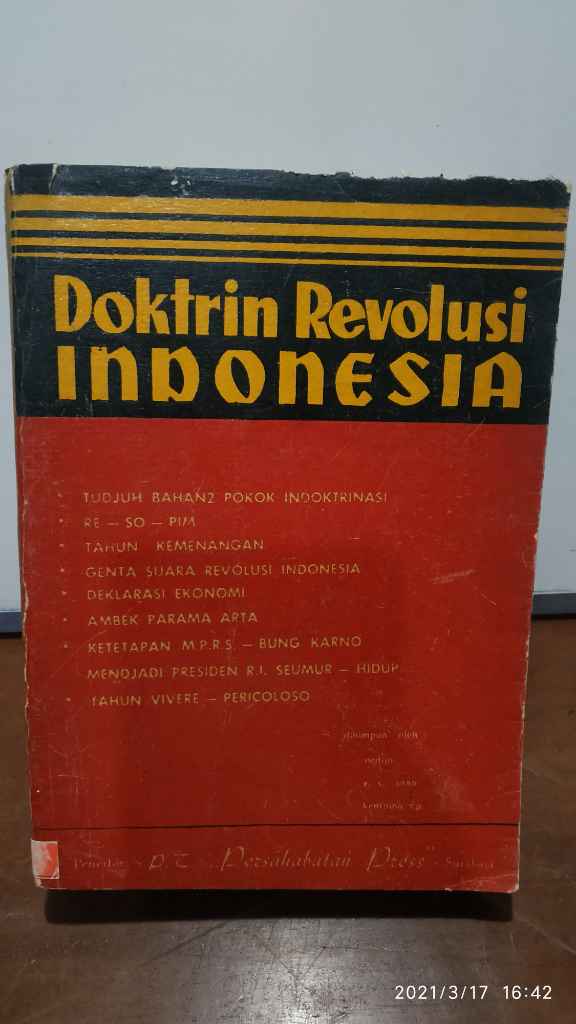 Doktrin Revolusi
INDONESIA
* TUDJUH BAHAN2 POKOK INDOKTRINASI
* RE — SO — PIM
* TAHUN KEMENANGAN
* GENTA SUARA REVOLUSI INDONESIA
* DEKLARASI EKONOMI
* AMBEK PARAMA ARTA
* KETETAPAN M.P.R.S. — BUNG KARNO
MENDJADI PRESIDEN R.I. SEUMUR — HIDUP
* TAHUN VIVERE — PERICOLOSO
dihimpun oleh :
P.T. „Persahabatan Press"
2021/3/17 16:42